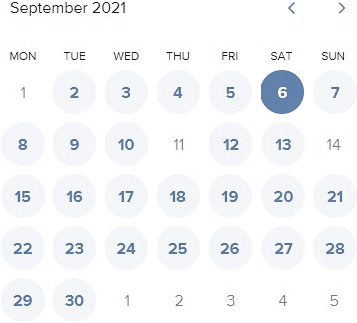 September 2021
MON TUE WED THU FRI SAT SUN
1 2 3 4 5 6 7
8 9 10 11 12 13 14
15 16 17 18 19 20 21
22 23 24 25 26 27 28
29 30 1 2 3 4 5